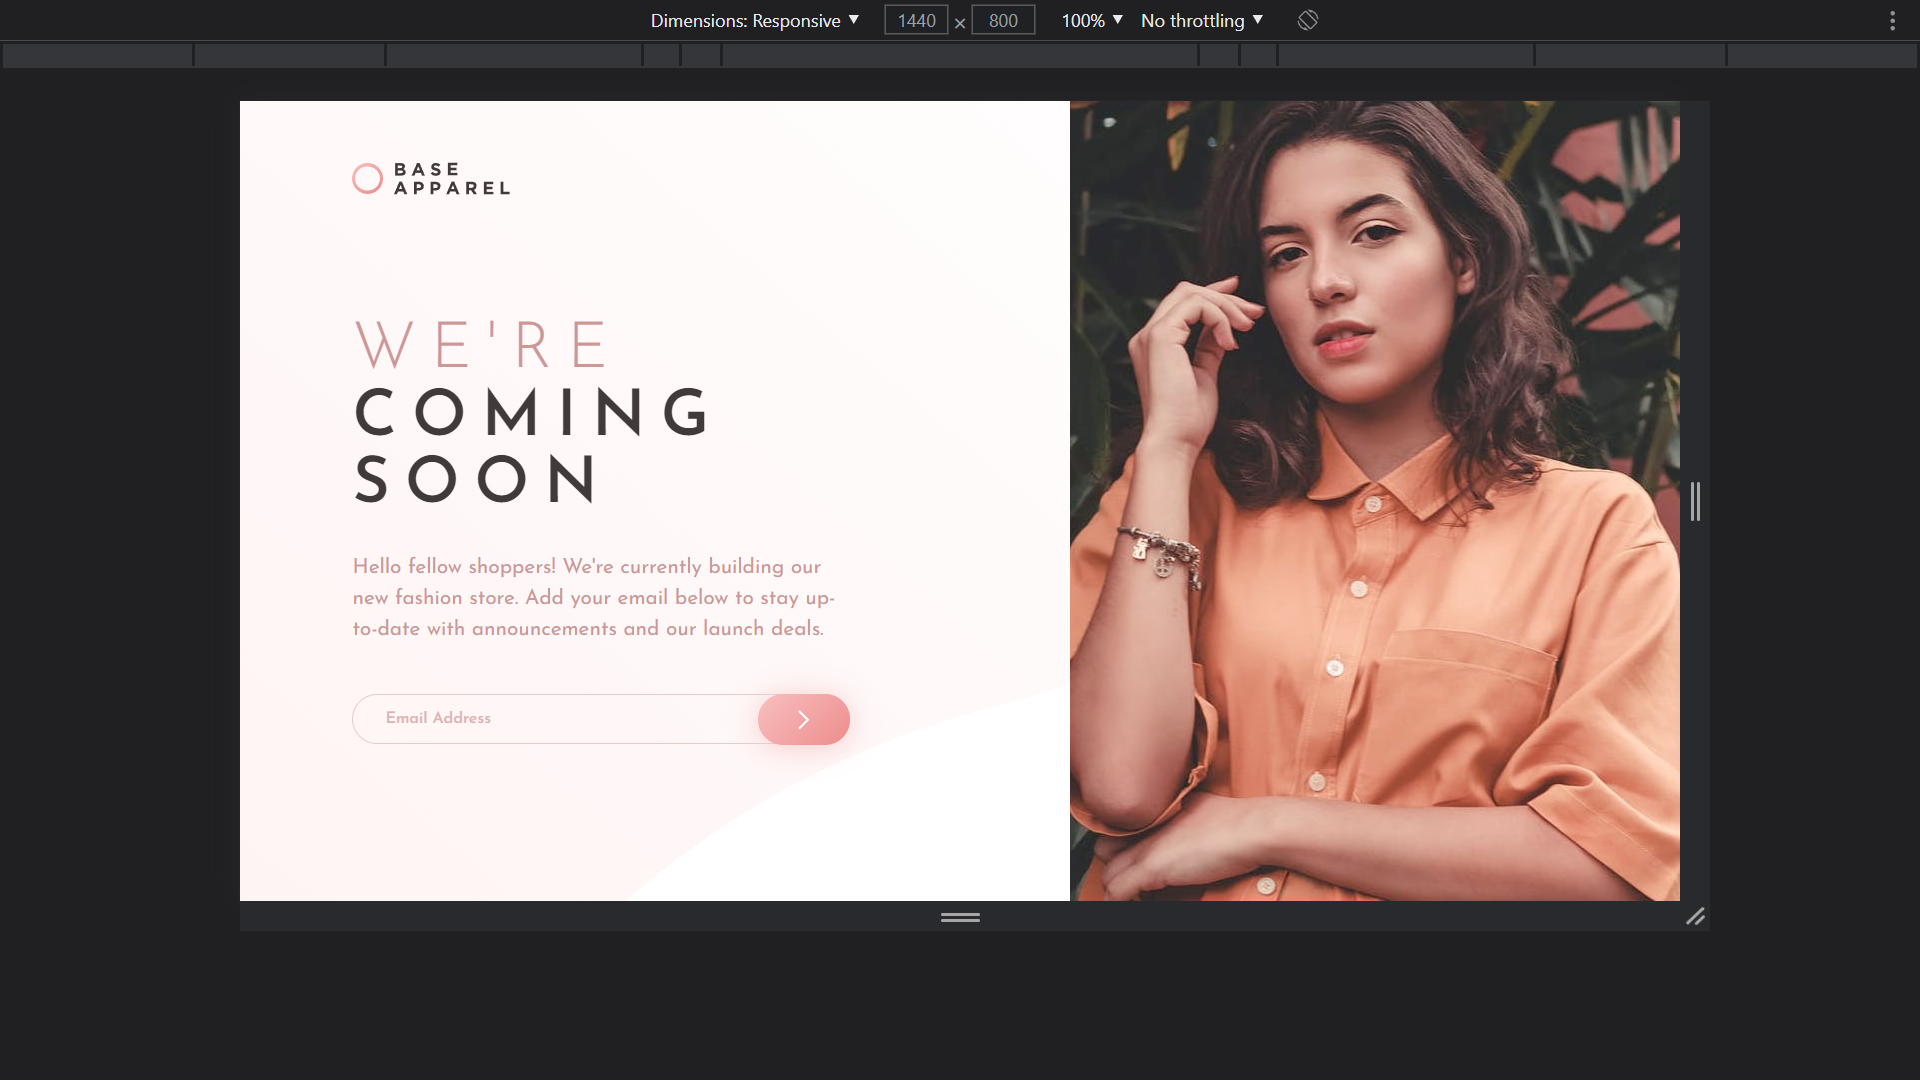 Dimensions: Responsive ▼ 1440 × 800 100% ▼ No throttling ▼
BASE
APPAREL
WE'RE
COMING
SOON
Hello fellow shoppers! We're currently building our
new fashion store. Add your email below to stay up-
to-date with announcements and our launch deals.
Email Address